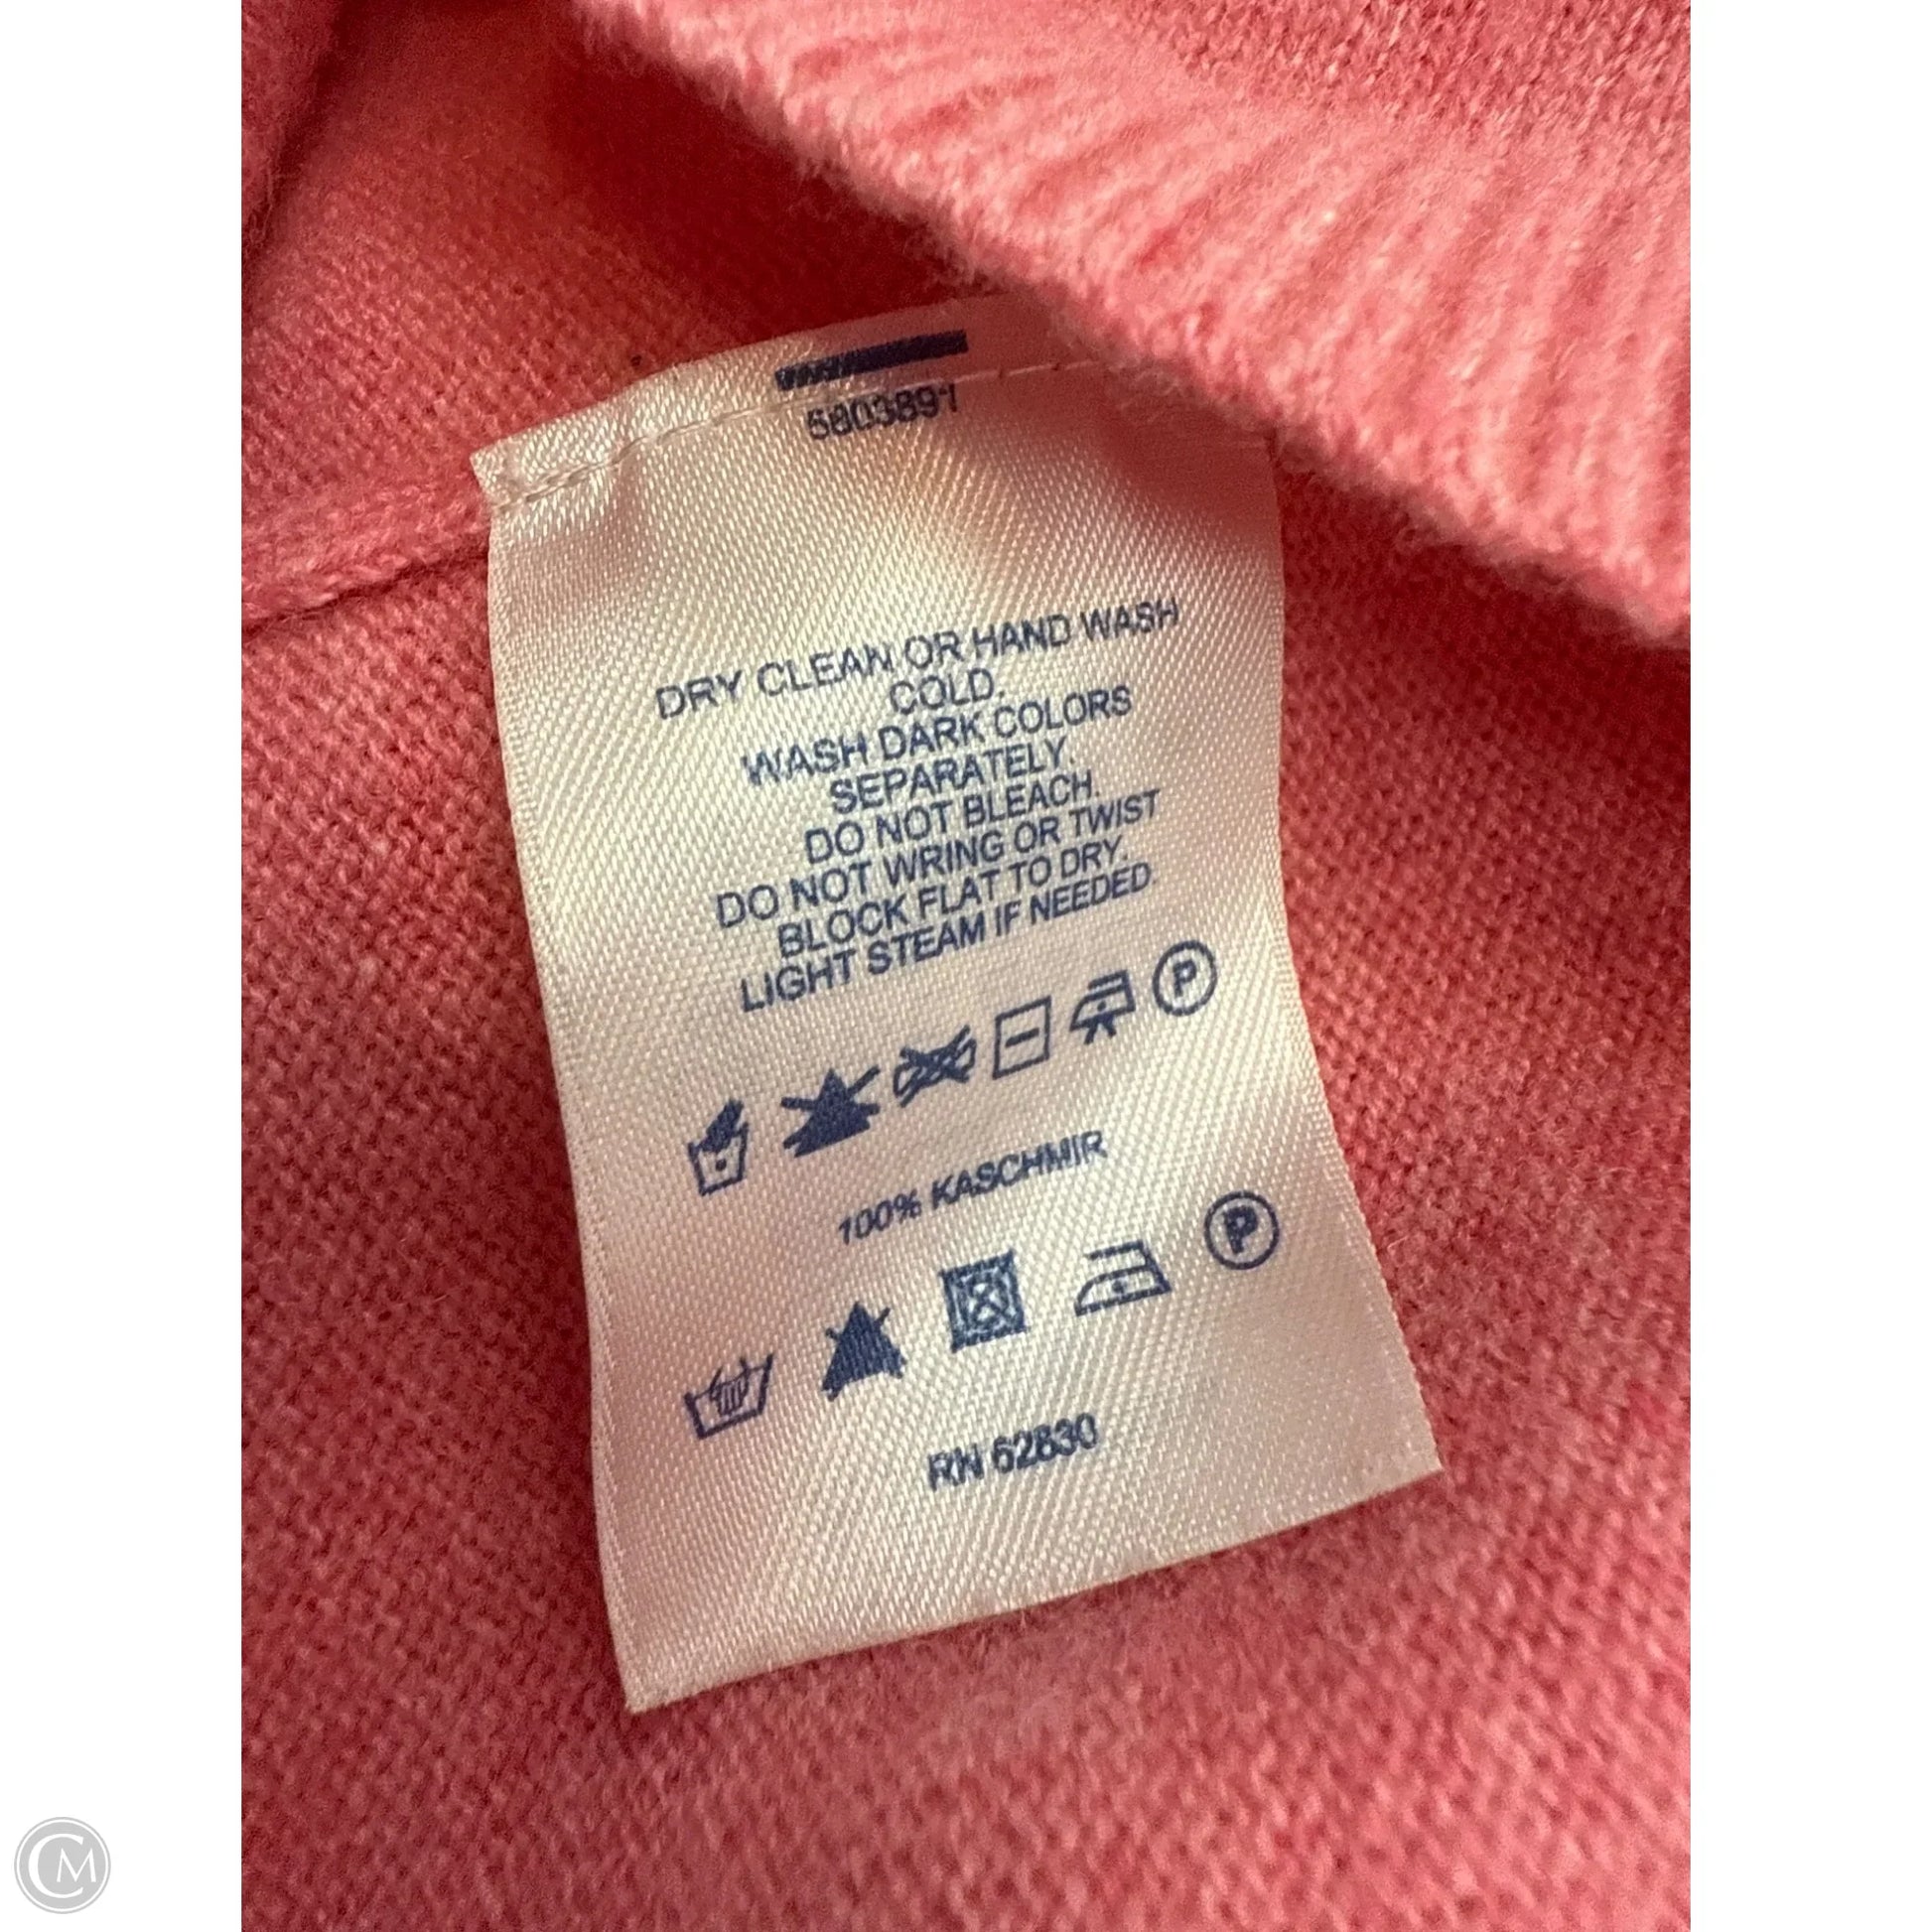 5803891
DRY CLEAN OR HAND WASH
COLD.
WASH DARK COLORS
SEPARATELY.
DO NOT BLEACH.
DO NOT WRING OR TWIST
BLOCK FLAT TO DRY.
LIGHT STEAM IF NEEDED
P
100% KASCHMIR
P
RN 62830
CM